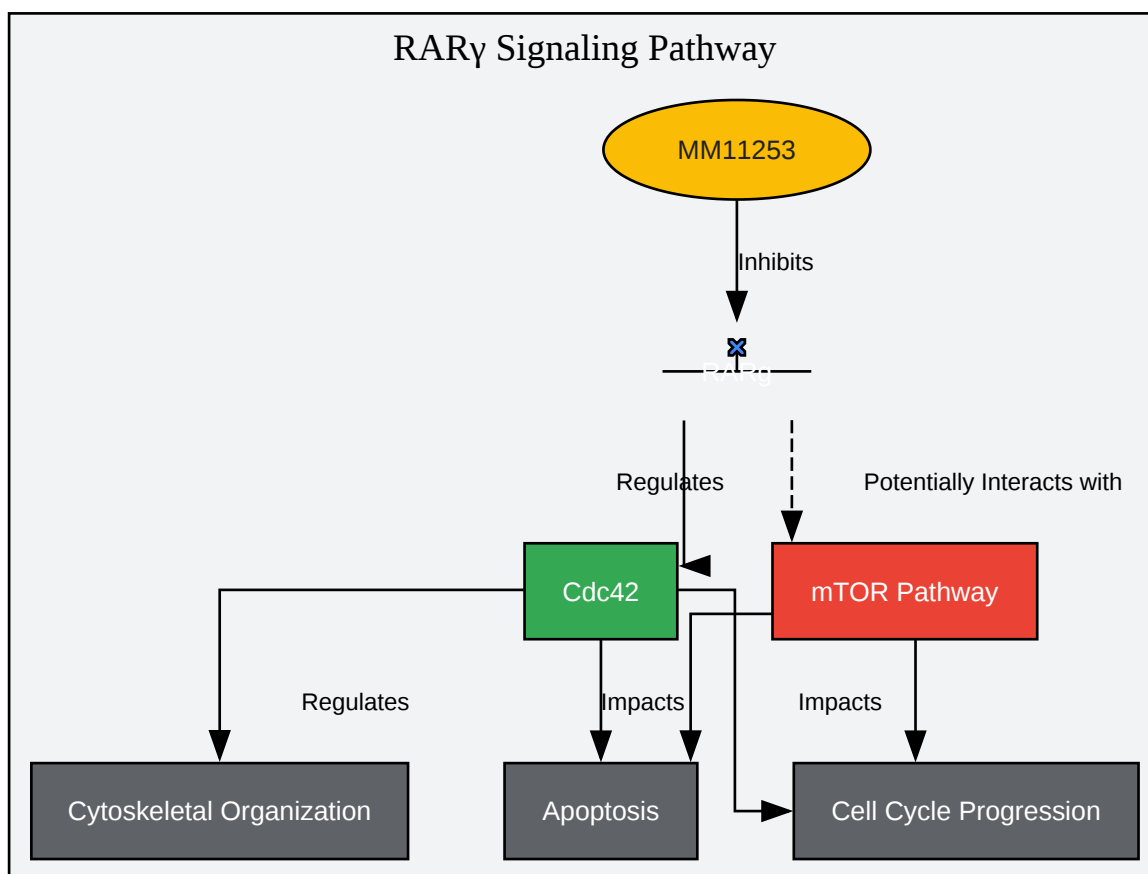 RARγ Signaling Pathway
MM11253
Inhibits
RARg
Regulates
Potentially Interacts with
Cdc42
mTOR Pathway
Regulates
Impacts
Impacts
Cytoskeletal Organization
Apoptosis
Cell Cycle Progression